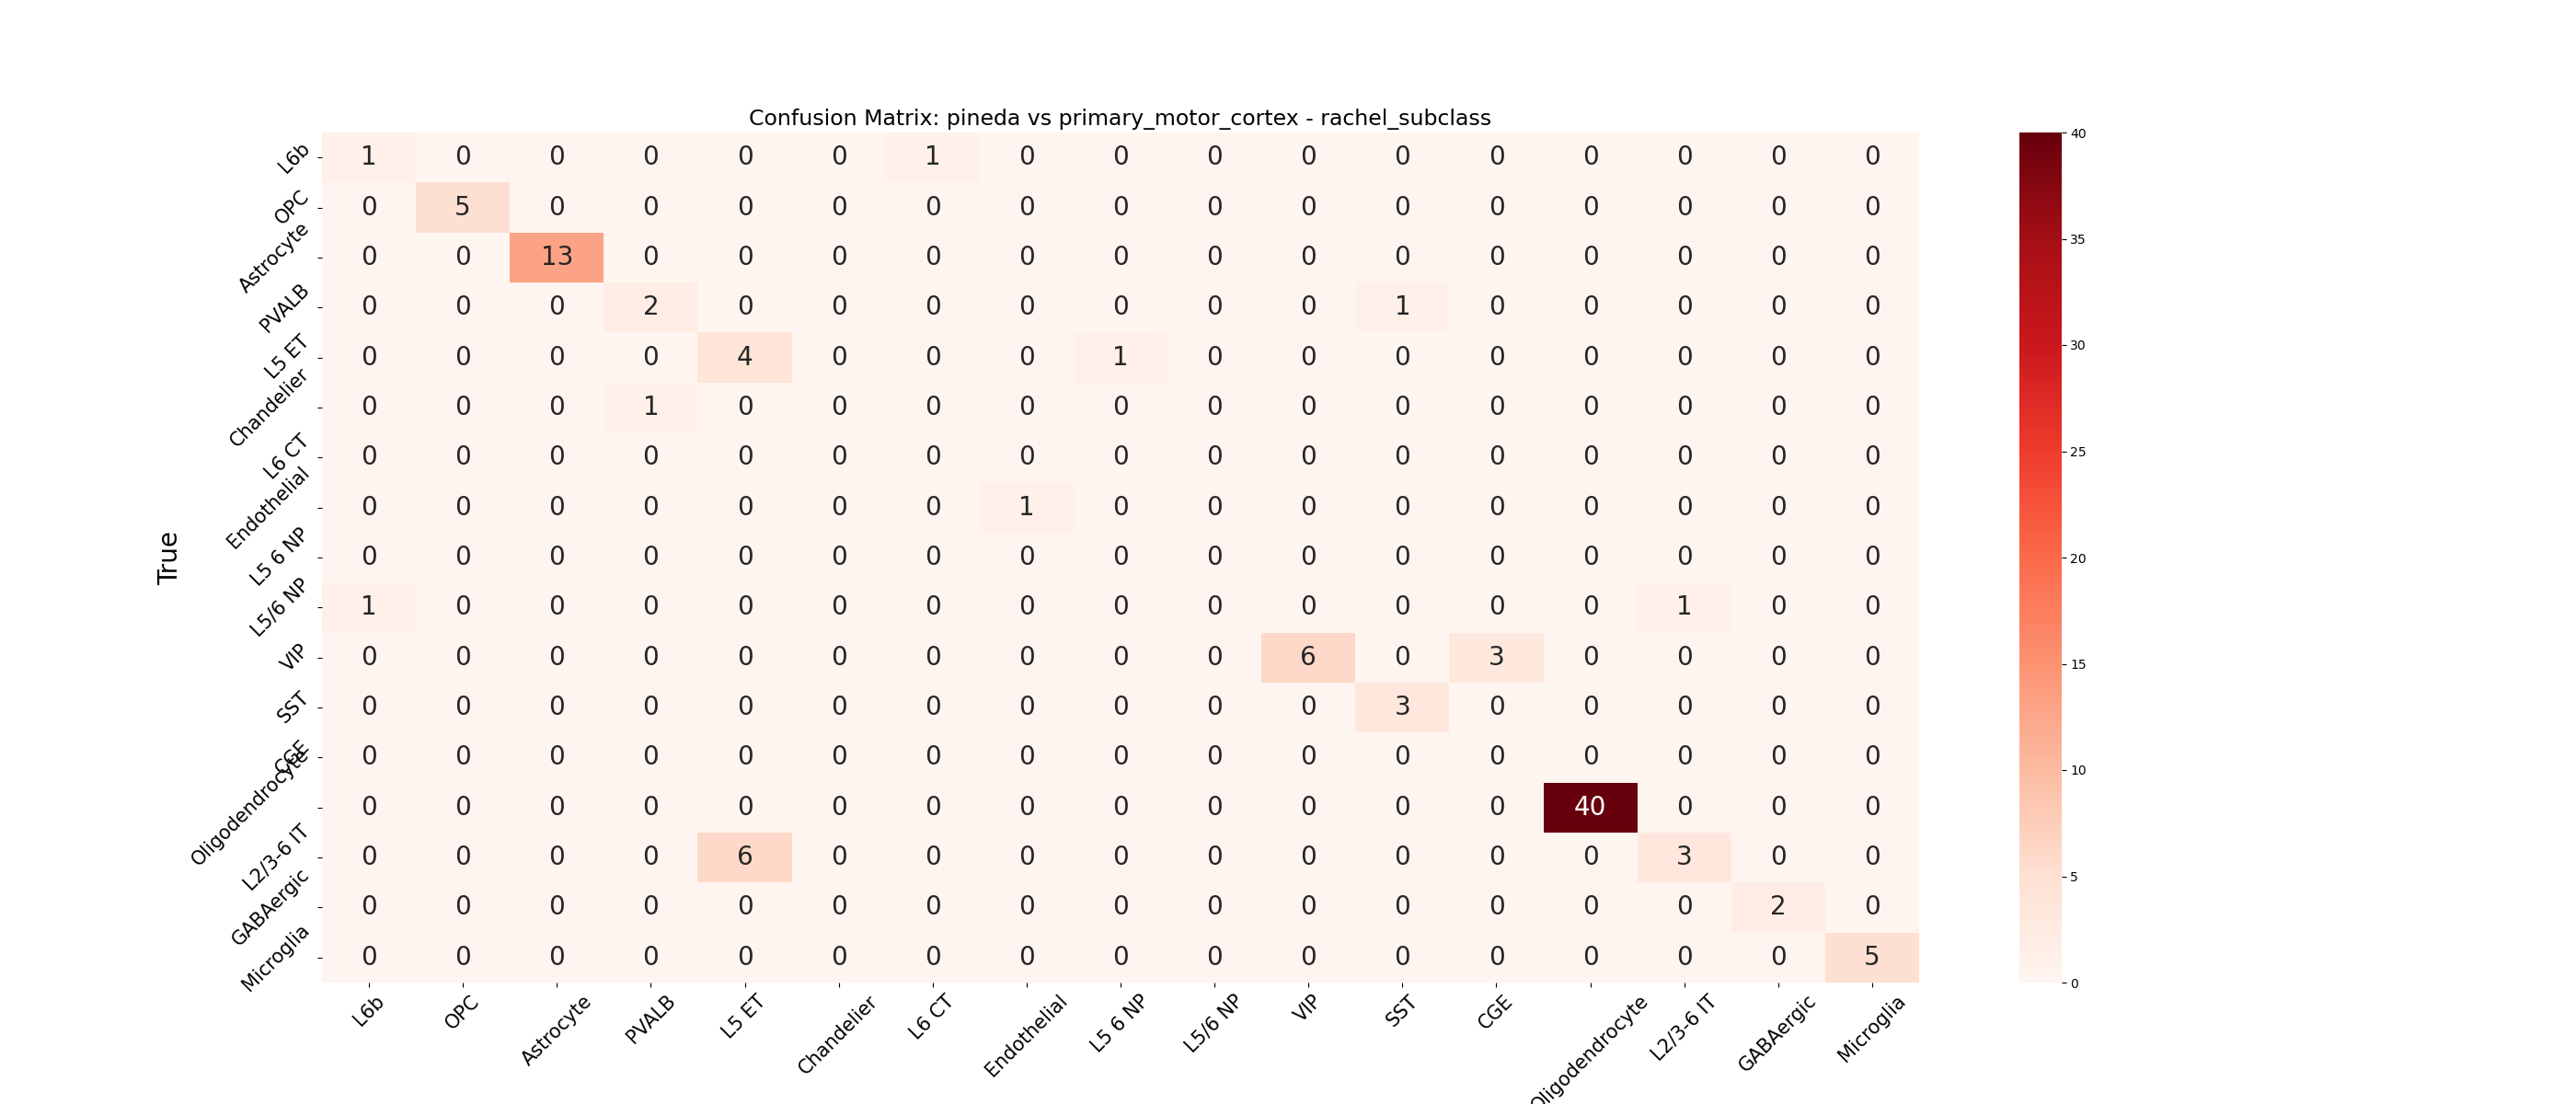 Confusion Matrix: pineda vs primary_motor_cortex - rachel_subclass
True
L6b 1 0 0 0 0 0 1 0 0 0 0 0 0 0 0 0 0
OPC 0 5 0 0 0 0 0 0 0 0 0 0 0 0 0 0 0
Astrocyte 0 0 13 0 0 0 0 0 0 0 0 0 0 0 0 0 0
PVALB 0 0 0 2 0 0 0 0 0 0 0 1 0 0 0 0 0
L5 ET 0 0 0 0 4 0 0 0 1 0 0 0 0 0 0 0 0
Chandelier 0 0 0 1 0 0 0 0 0 0 0 0 0 0 0 0 0
L6 CT 0 0 0 0 0 0 0 0 0 0 0 0 0 0 0 0 0
Endothelial 0 0 0 0 0 0 0 1 0 0 0 0 0 0 0 0 0
L5 6 NP 0 0 0 0 0 0 0 0 0 0 0 0 0 0 0 0 0
L5/6 NP 1 0 0 0 0 0 0 0 0 0 0 0 0 0 1 0 0
VIP 0 0 0 0 0 0 0 0 0 0 6 0 3 0 0 0 0
SST 0 0 0 0 0 0 0 0 0 0 0 3 0 0 0 0 0
CGE 0 0 0 0 0 0 0 0 0 0 0 0 0 0 0 0 0
Oligodendrocyte 0 0 0 0 0 0 0 0 0 0 0 0 0 40 0 0 0
L2/3-6 IT 0 0 0 0 6 0 0 0 0 0 0 0 0 0 3 0 0
GABAergic 0 0 0 0 0 0 0 0 0 0 0 0 0 0 0 2 0
Microglia 0 0 0 0 0 0 0 0 0 0 0 0 0 0 0 0 5
L6b OPC Astrocyte PVALB L5 ET Chandelier L6 CT Endothelial L5 6 NP L5/6 NP VIP SST CGE Oligodendrocyte L2/3-6 IT GABAergic Microglia
40
35
30
25
20
15
10
5
0